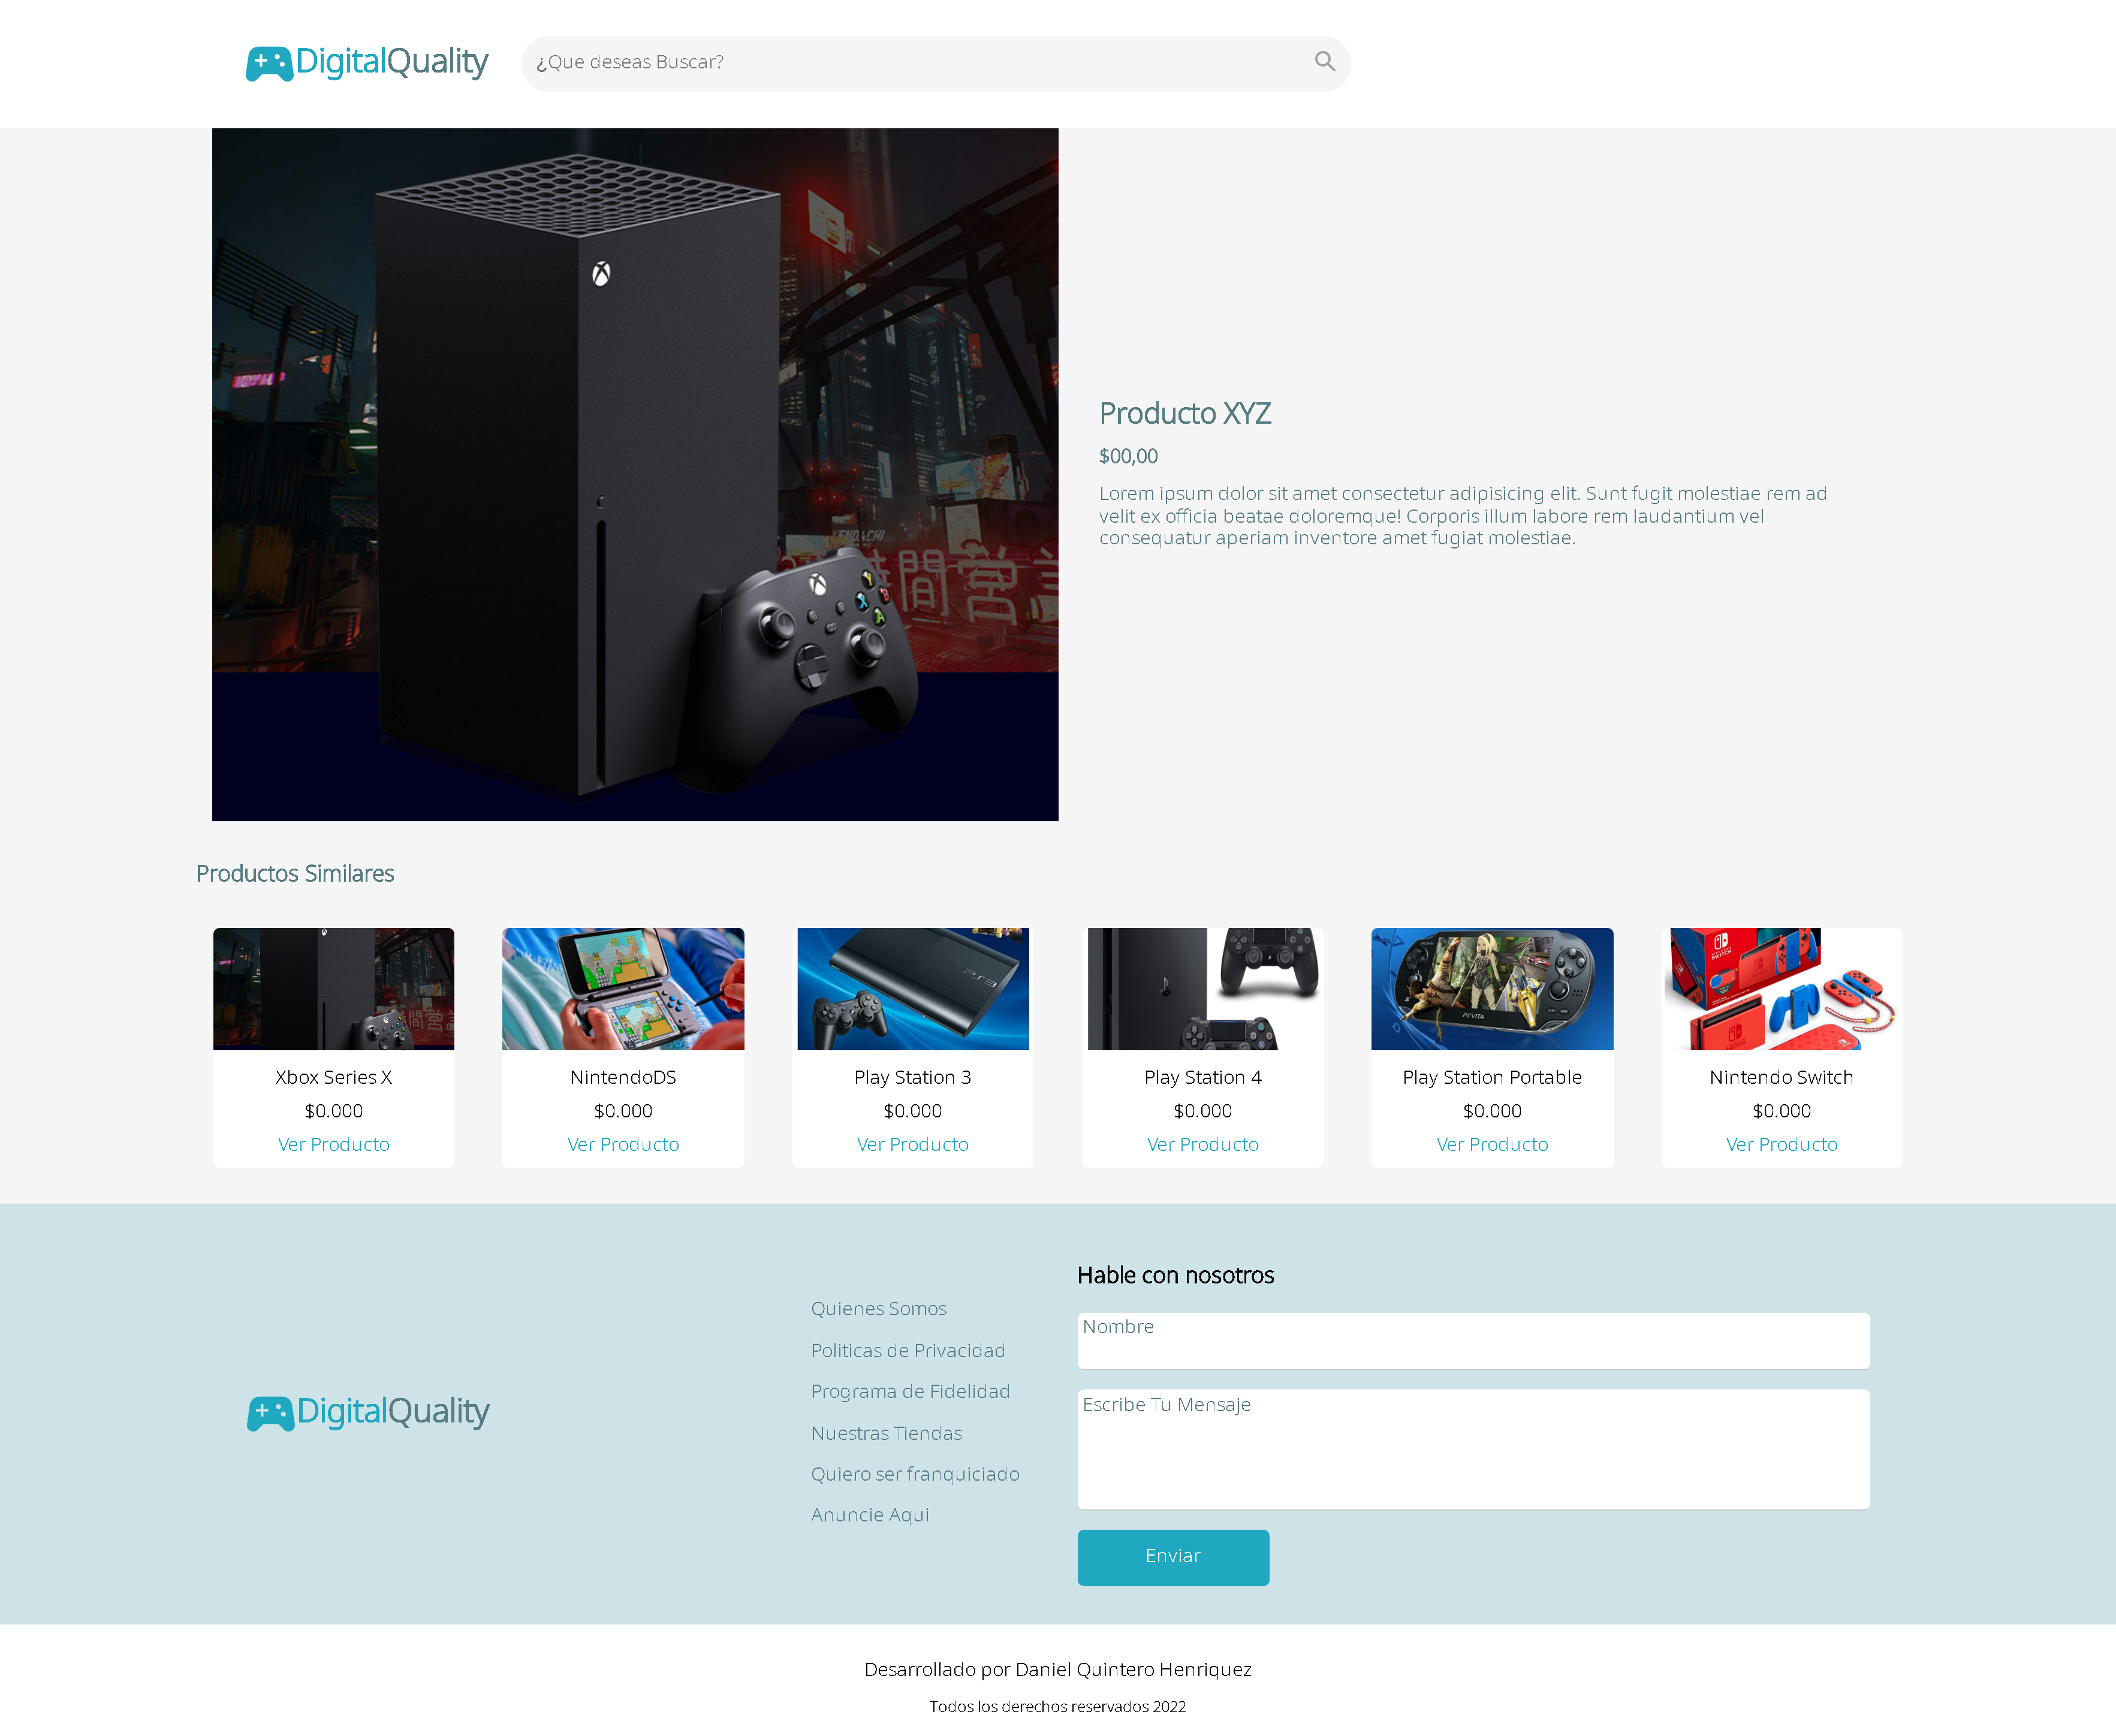 DigitalQuality
¿Que deseas Buscar?
Producto XYZ
$00,00
Lorem ipsum dolor sit amet consectetur adipisicing elit. Sunt fugit molestiae rem ad
velit ex officia beatae doloremque! Corporis illum labore rem laudantium vel
consequatur aperiam inventore amet fugiat molestiae.
Productos Similares
Xbox Series X
$0.000
Ver Producto
NintendoDS
$0.000
Ver Producto
PS3
Play Station 3
$0.000
Ver Producto
Play Station 4
$0.000
Ver Producto
SONY
PSVITA
Play Station Portable
$0.000
Ver Producto
SWITCH
Nintendo Switch
$0.000
Ver Producto
DigitalQuality
Quienes Somos
Politicas de Privacidad
Programa de Fidelidad
Nuestras Tiendas
Quiero ser franquiciado
Anuncie Aqui
Hable con nosotros
Nombre
Escribe Tu Mensaje
Enviar
Desarrollado por Daniel Quintero Henriquez
Todos los derechos reservados 2022